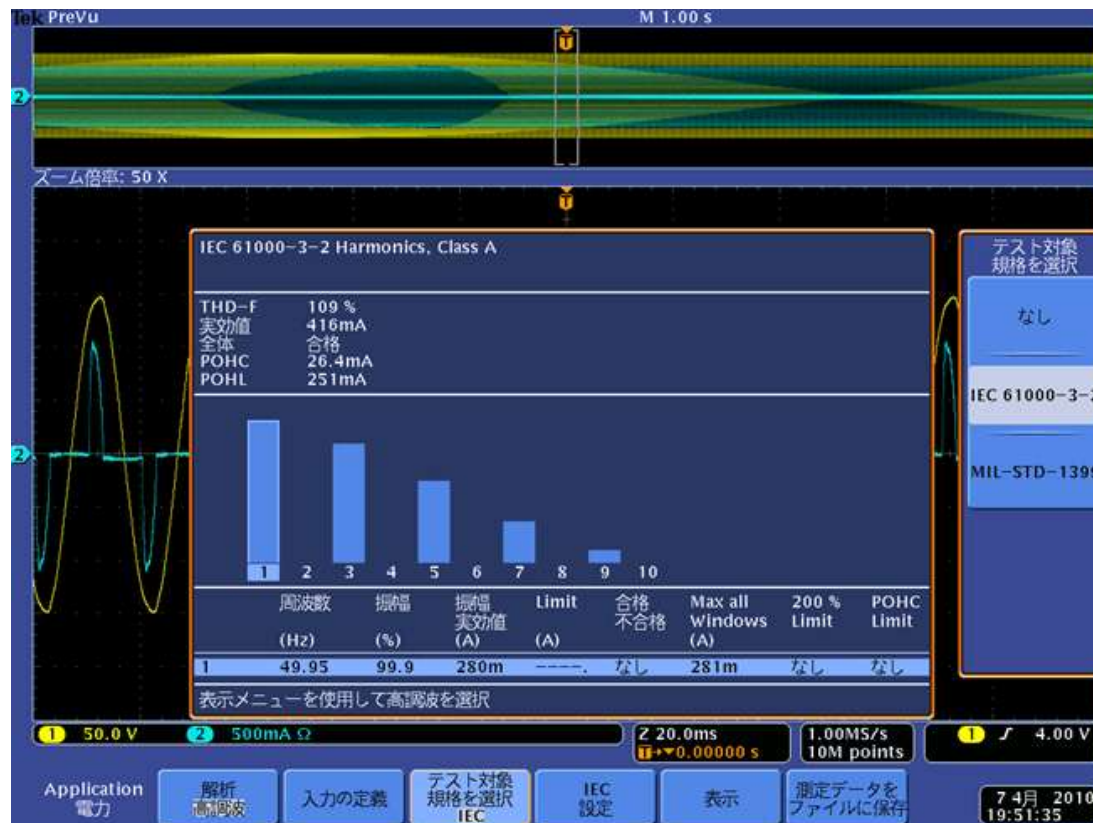 Tek PreVu
M 1.00 s
T
2
ズーム倍率: 50 X
T
IEC 61000-3-2 Harmonics, Class A
THD-F 109 %
実効値 416mA
全体 合格
POHC 26.4mA
POHL 251mA
2
1 2 3 4 5 6 7 8 9 10
周波数 振幅 振幅 Limit 合格 Max all 200 % POHC
実効値 不合格 Windows Limit Limit
(Hz) (%) (A) (A) (A)
1 49.95 99.9 280m ----. なし 281m なし なし
表示メニューを使用して高調波を選択
テスト対象
規格を選択
なし
IEC 61000-3-2
MIL-STD-1399
1 50.0 V 2 500mA Ω
Z 20.0ms
T→▼0.00000 s
1.00MS/s
10M points
1 4.00 V
Application
電力
解析
高調波
入力の定義
テスト対象
規格を選択
IEC
IEC
設定
表示
測定データを
ファイルに保存
7 4月 2010
19:51:35